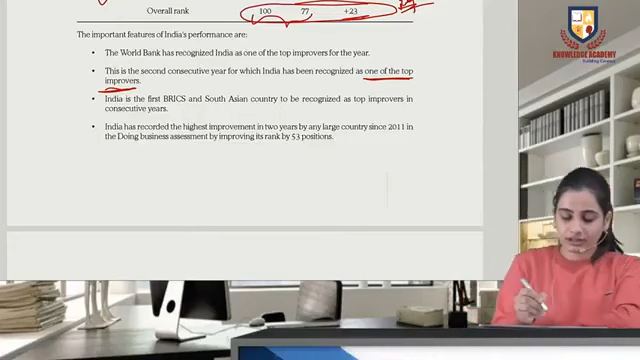 Overall rank 100 77 +23
The important features of India's performance are:
• The World Bank has recognized India as one of the top improvers for the year.
• This is the second consecutive year for which India has been recognized as one of the top
improvers.
• India is the first BRICS and South Asian country to be recognized as top improvers in
consecutive years.
• India has recorded the highest improvement in two years by any large country since 2011 in
the Doing business assessment by improving its rank by 53 positions.
KNOWLEDGE ACADEMY